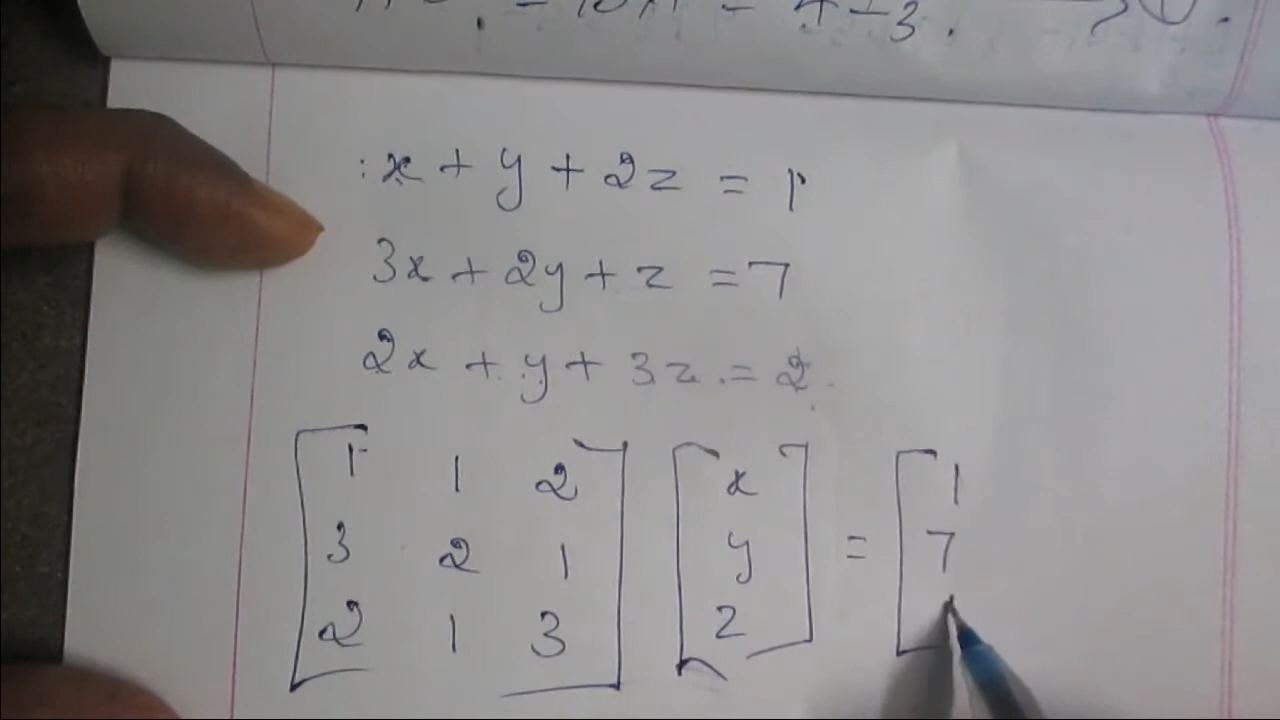 x + y + 2z = 1
3x + 2y + z = 7
2x + y + 3z = 2
[1 1 2] [x] = [1
[3 2 1] [y] [7
[2 1 3] [z] [